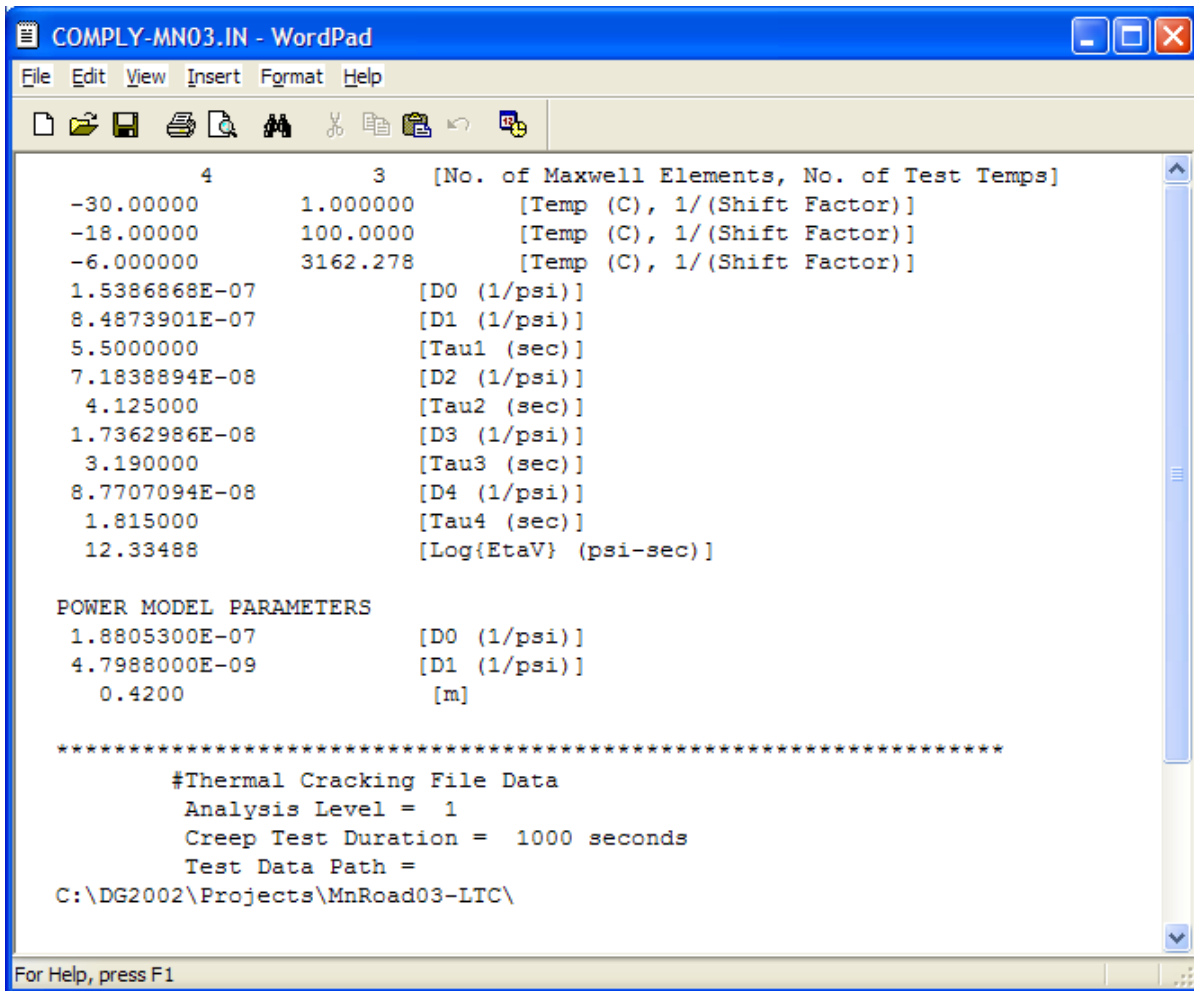 COMPLY-MN03.IN - WordPad
File Edit View Insert Format Help
4 3 [No. of Maxwell Elements, No. of Test Temps]
-30.00000 1.000000 [Temp (C), 1/(Shift Factor)]
-18.00000 100.0000 [Temp (C), 1/(Shift Factor)]
-6.000000 3162.278 [Temp (C), 1/(Shift Factor)]
1.5386868E-07 [D0 (1/psi)]
8.4873901E-07 [D1 (1/psi)]
5.5000000 [Tau1 (sec)]
7.1838894E-08 [D2 (1/psi)]
4.125000 [Tau2 (sec)]
1.7362986E-08 [D3 (1/psi)]
3.190000 [Tau3 (sec)]
8.7707094E-08 [D4 (1/psi)]
1.815000 [Tau4 (sec)]
12.33488 [Log{EtaV} (psi-sec)]
POWER MODEL PARAMETERS
1.8805300E-07 [D0 (1/psi)]
4.7988000E-09 [D1 (1/psi)]
0.4200 [m]
******************************************************************
#Thermal Cracking File Data
Analysis Level = 1
Creep Test Duration = 1000 seconds
Test Data Path =
C:\DG2002\Projects\MnRoad03-LTC\
For Help, press F1